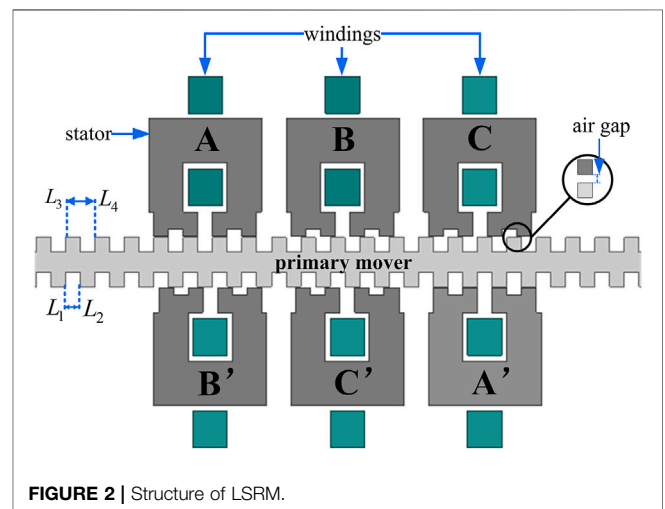 windings
stator
A
B
C
air gap
L3
L4
primary mover
L1
L2
B’
C’
A’
FIGURE 2 | Structure of LSRM.